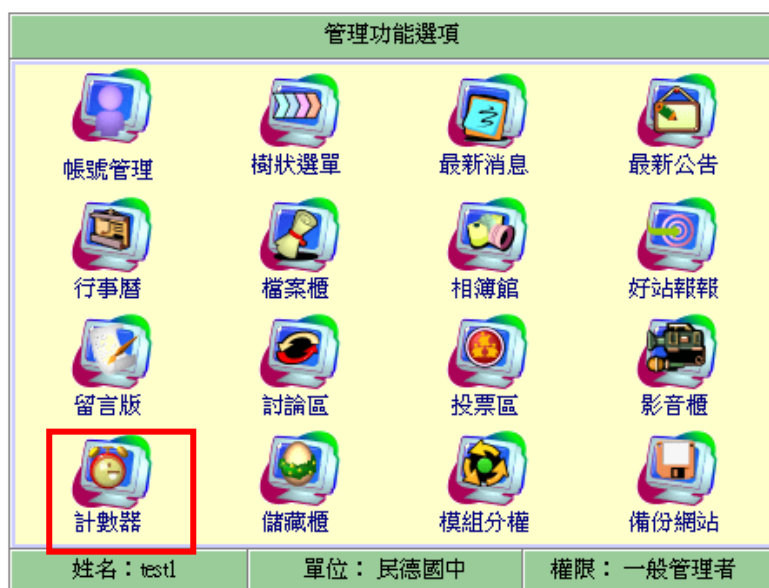 管理功能選項
帳號管理 樹狀選單 最新消息 最新公告
行事曆 檔案櫃 相簿館 好站報報
留言版 討論區 投票區 影音櫃
計數器 儲藏櫃 模組分權 備份網站
姓名：test1 單位： 民德國中 權限： 一般管理者